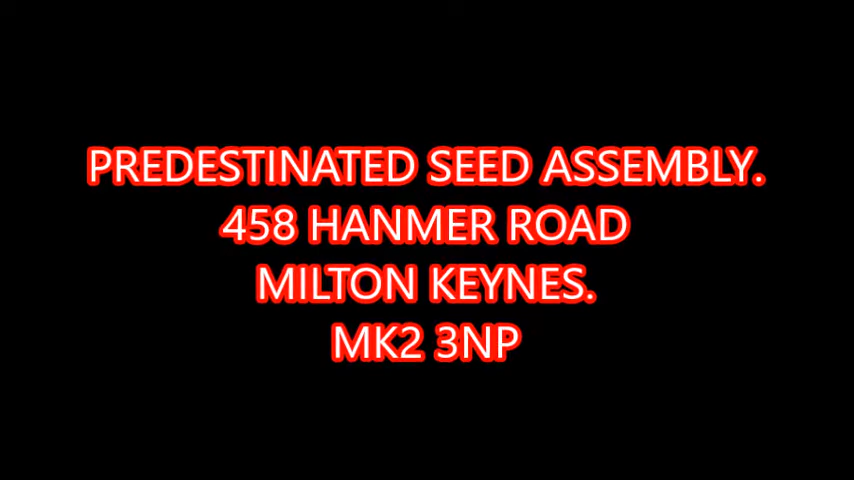 PREDESTINATED SEED ASSEMBLY.
458 HANMER ROAD
MILTON KEYNES.
MK2 3NP